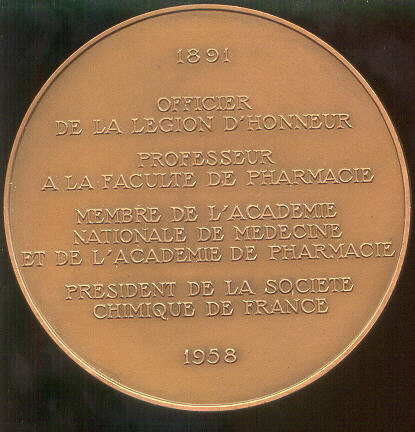 1891
OFFICIER
DE LA LEGION D'HONNEUR
PROFESSEUR
A LA FACULTE DE PHARMACIE
MEMBRE DE L'ACADEMIE
NATIONALE DE MEDECINE
ET DE L'ACADEMIE DE PHARMACIE
PRESIDENT DE LA SOCIETE
CHIMIQUE DE FRANCE
1958